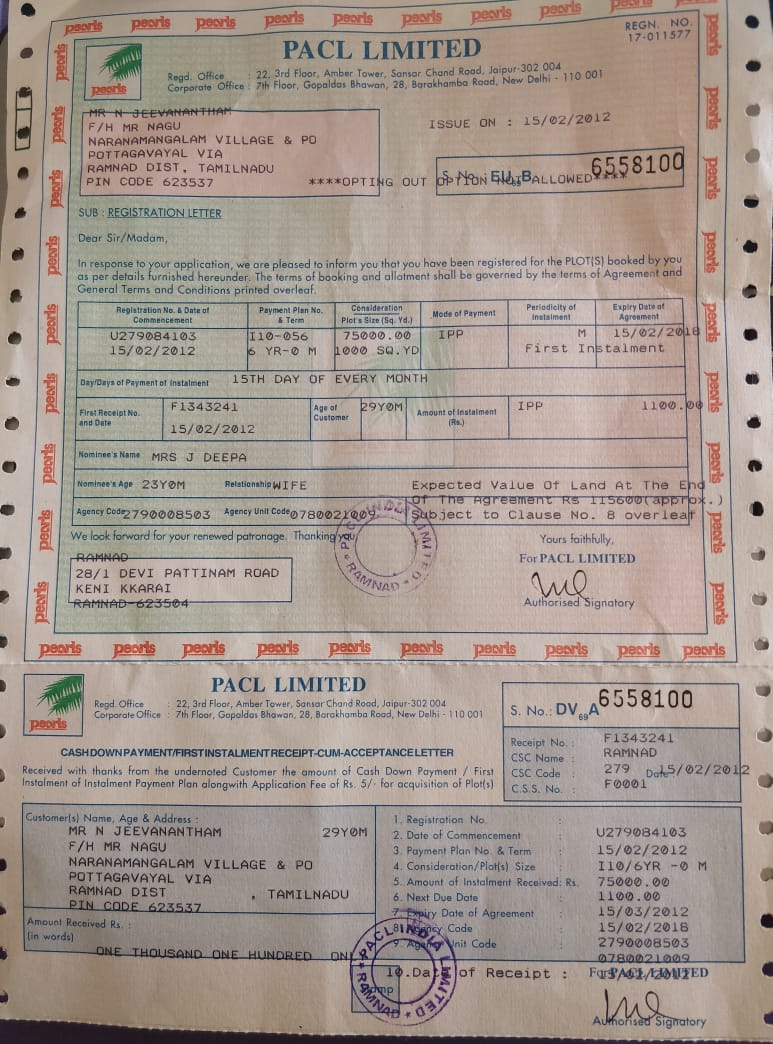 pearls pearls pearls pearls pearls pearls pearls pearls pearls
REGN. NO.
17-011577
PACL LIMITED
pearls
Regd. Office : 22, 3rd Floor, Amber Tower, Sansar Chand Road, Jaipur-302 004
Corporate Office : 7th Floor, Gopaldas Bhawan, 28, Barakhamba Road, New Delhi - 110 001
MR N JEEVANANTHAM
F/H MR NAGU
NARANAMANGALAM VILLAGE & PO
POTTAGAVAYAL VIA
RAMNAD DIST, TAMILNADU
PIN CODE 623537
ISSUE ON : 15/02/2012
S. No. EU69B 6558100
****OPTING OUT OPTION NOT ALLOWED****
SUB : REGISTRATION LETTER
Dear Sir/Madam,
In response to your application, we are pleased to inform you that you have been registered for the PLOT(S) booked by you
as per details furnished hereunder. The terms of booking and allotment shall be governed by the terms of Agreement and
General Terms and Conditions printed overleaf.
Registration No. & Date of Commencement
Payment Plan No. & Term
Consideration Plot's Size (Sq. Yd.)
Mode of Payment
Periodicity of Instalment
Expiry Date of Agreement
U279084103 I10-056 75000.00 IPP M 15/02/2018
15/02/2012 6 YR-0 M 1000 SQ.YD First Instalment
Day/Days of Payment of Instalment 15TH DAY OF EVERY MONTH
First Receipt No. and Date
F1343241
15/02/2012
Age of Customer
29Y0M
Amount of Instalment (Rs.)
IPP 1100.00
Nominee's Name MRS J DEEPA
Nominee's Age 23Y0M Relationship WIFE
Expected Value Of Land At The End
Of The Agreement Rs 115600(approx.)
Subject to Clause No. 8 overleaf
Agency Code 2790008503 Agency Unit Code 0780021009
We look forward for your renewed patronage. Thanking you
RAMNAD
28/1 DEVI PATTINAM ROAD
KENI KKARAI
RAMNAD-623504
PACL INDIA LIMITED
* RAMNAD *
Yours faithfully,
For PACL LIMITED
Authorised Signatory
pearls pearls pearls pearls pearls pearls pearls pearls pearls pearls
pearls
PACL LIMITED
Regd. Office : 22, 3rd Floor, Amber Tower, Sansar Chand Road, Jaipur-302 004
Corporate Office : 7th Floor, Gopaldas Bhawan, 28, Barakhamba Road, New Delhi - 110 001
S. No.: DV69A 6558100
CASH DOWN PAYMENT/FIRST INSTALMENT RECEIPT-CUM-ACCEPTANCE LETTER
Received with thanks from the undernoted Customer the amount of Cash Down Payment / First
Instalment of Instalment Payment Plan alongwith Application Fee of Rs. 5/- for acquisition of Plot(s)
Receipt No. : F1343241
CSC Name : RAMNAD
CSC Code : 279 Date 15/02/2012
C.S.S. No. : F0001
Customer(s) Name, Age & Address :
MR N JEEVANANTHAM 29Y0M
F/H MR NAGU
NARANAMANGALAM VILLAGE & PO
POTTAGAVAYAL VIA
RAMNAD DIST , TAMILNADU
PIN CODE 623537
Amount Received Rs. :
(in words)
ONE THOUSAND ONE HUNDRED ONLY
1. Registration No. :
2. Date of Commencement : U279084103
3. Payment Plan No. & Term : 15/02/2012
4. Consideration/Plot(s) Size : I10/6YR -0 M
5. Amount of Instalment Received: Rs. 75000.00
6. Next Due Date : 1100.00
7. Expiry Date of Agreement : 15/03/2012
8. Agency Code : 15/02/2018
9. Agency Unit Code 2790008503
0780021009
10.Date of Receipt :
For PACL LIMITED
PACL INDIA LIMITED
* RAMNAD *
Authorised Signatory